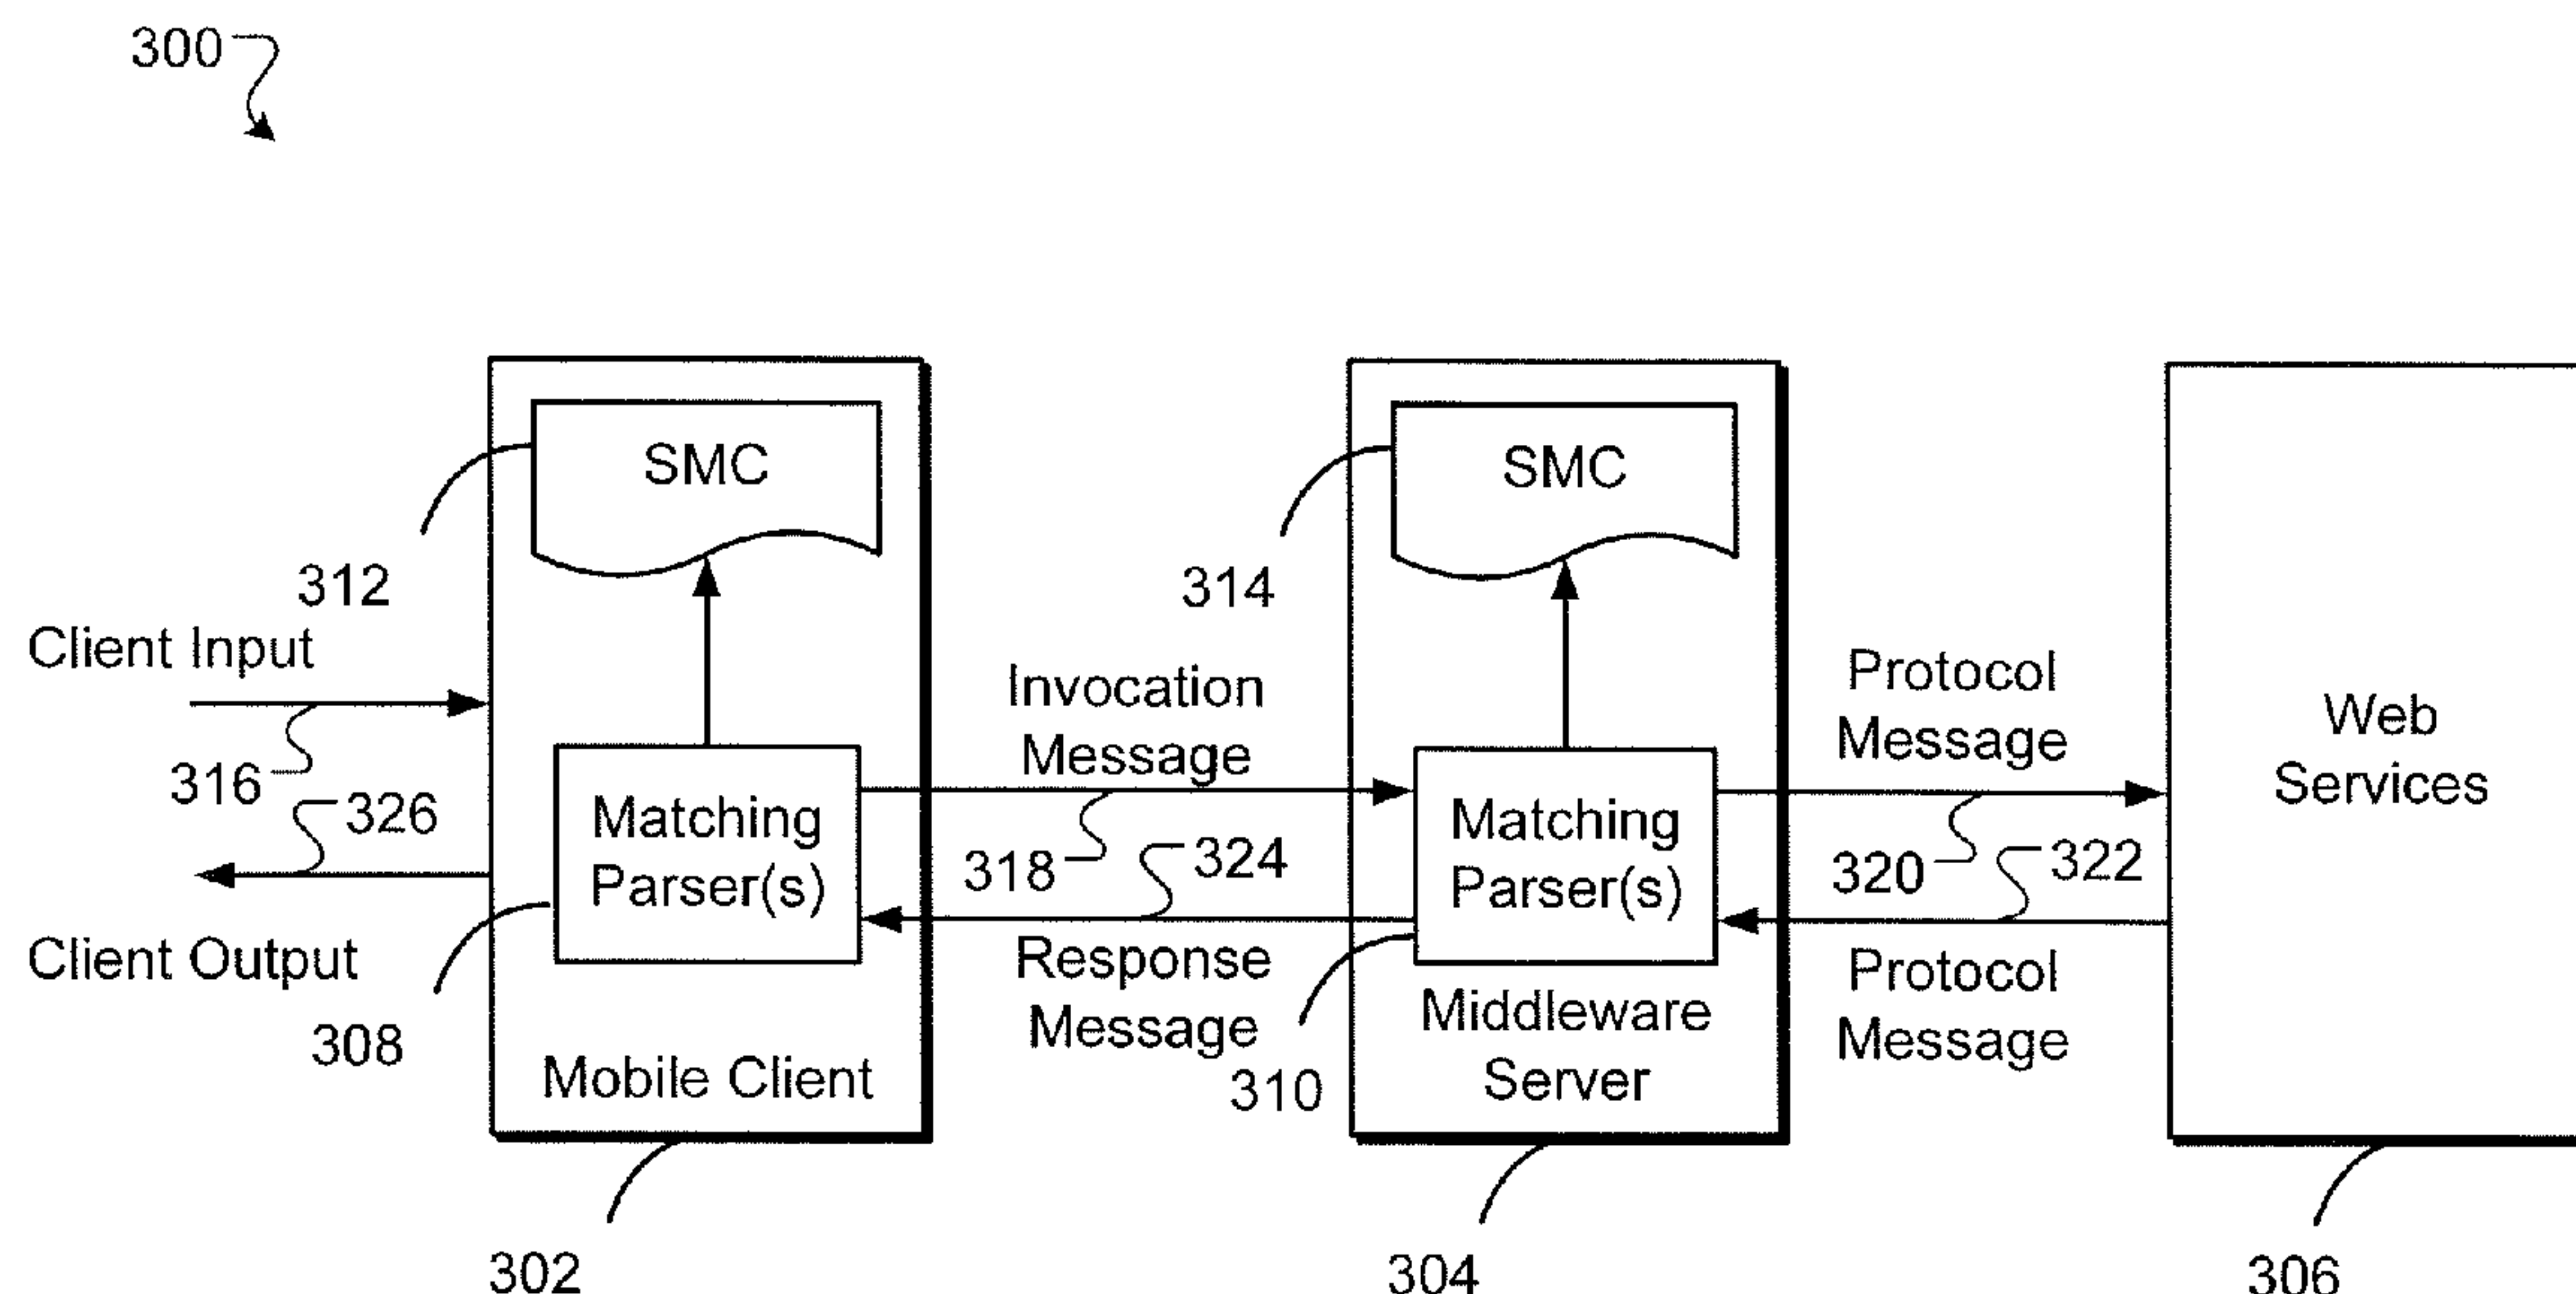 300
SMC
SMC
312
314
Client Input
Invocation
Message
Protocol
Message
Web
Services
316
326
Matching
Parser(s)
318
324
Matching
Parser(s)
320
322
Client Output
308
Response
Message
310
Protocol
Message
Mobile Client
Middleware
Server
302
304
306